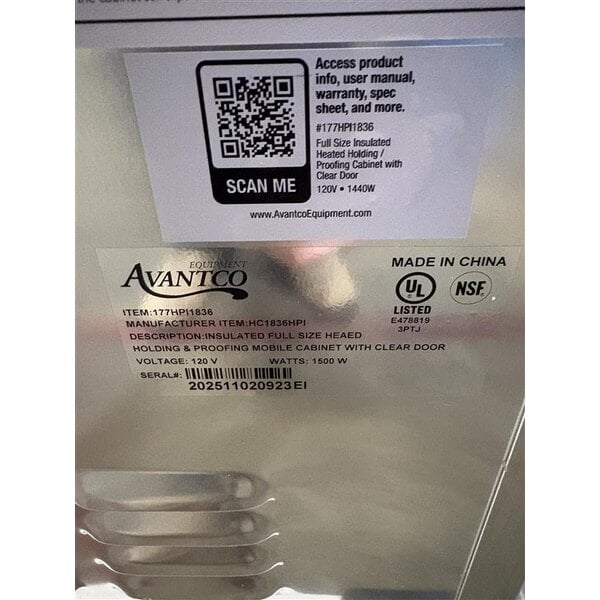 Access product
info, user manual,
warranty, spec
sheet, and more.
#177HPI1836
Full Size Insulated
Heated Holding /
Proofing Cabinet with
Clear Door
120V • 1440W
SCAN ME
www.AvantcoEquipment.com
EQUIPMENT
AVANTCO
MADE IN CHINA
UL
LISTED
E478819
3PTJ
NSF
ITEM:177HPI1836
MANUFACTURER ITEM:HC1836HPI
DESCRIPTION:INSULATED FULL SIZE HEAED
HOLDING & PROOFING MOBILE CABINET WITH CLEAR DOOR
VOLTAGE: 120 V WATTS: 1500 W
SERAL#:
202511020923EI